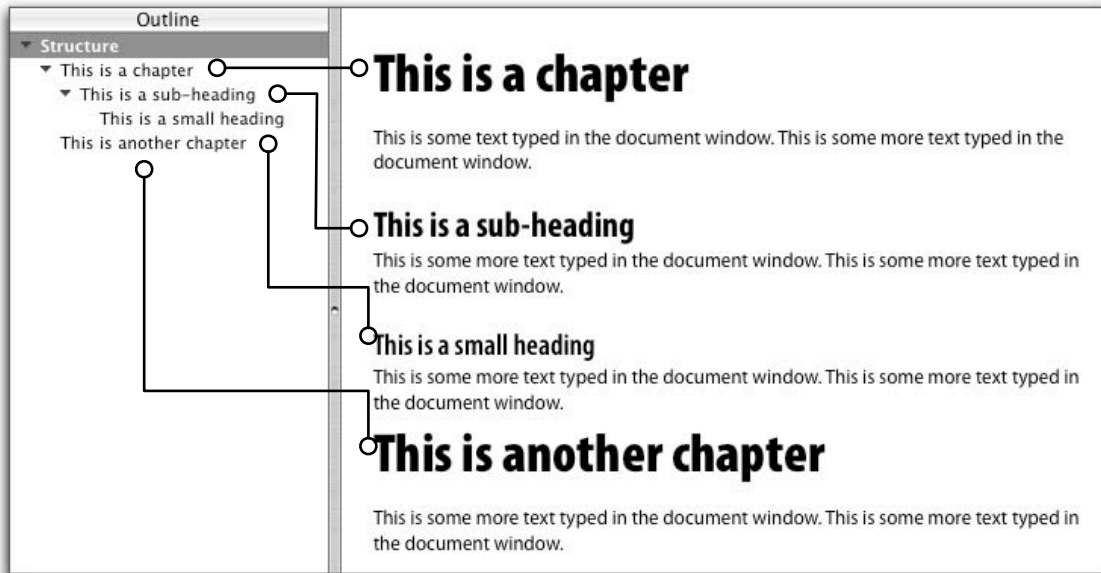 Outline
Structure
This is a chapter
This is a sub-heading
This is a small heading
This is another chapter
This is a chapter
This is some text typed in the document window. This is some more text typed in the
document window.
This is a sub-heading
This is some more text typed in the document window. This is some more text typed in
the document window.
This is a small heading
This is some more text typed in the document window. This is some more text typed in
the document window.
This is another chapter
This is some more text typed in the document window. This is some more text typed in
the document window.